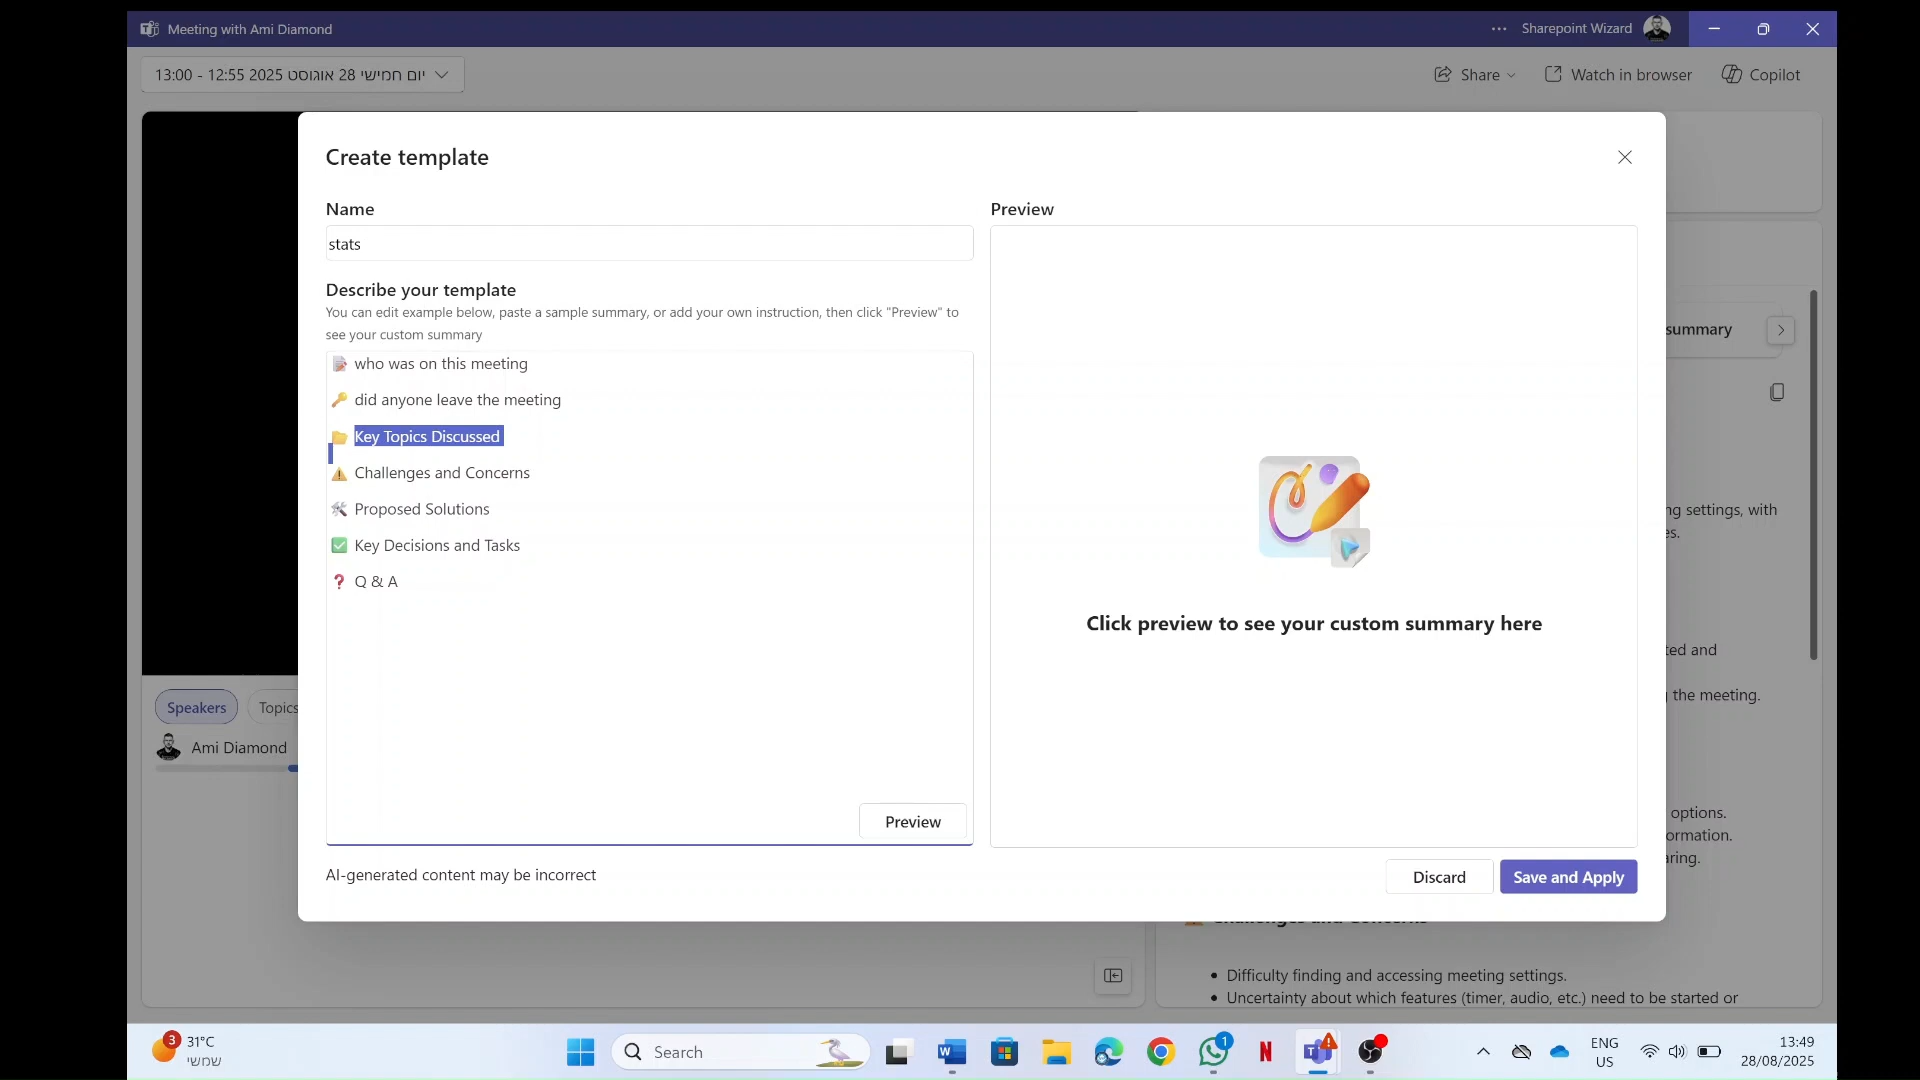 Meeting with Ami Diamond
Sharepoint Wizard
יום חמישי 28 אוגוסט 2025 12:55 - 13:00
Share
Watch in browser
Copilot
Create template
Name
Preview
stats
Describe your template
You can edit example below, paste a sample summary, or add your own instruction, then click "Preview" to
see your custom summary
who was on this meeting
did anyone leave the meeting
Key Topics Discussed
Challenges and Concerns
Proposed Solutions
Key Decisions and Tasks
Q & A
Click preview to see your custom summary here
Preview
AI-generated content may be incorrect
Discard
Save and Apply
summary
settings, with
the meeting.
options.
Speakers
Topics
Ami Diamond
Challenges and Concerns
Difficulty finding and accessing meeting settings.
Uncertainty about which features (timer, audio, etc.) need to be started or
3
31°C
שמשי
Search
1
ENG
US
13:49
28/08/2025